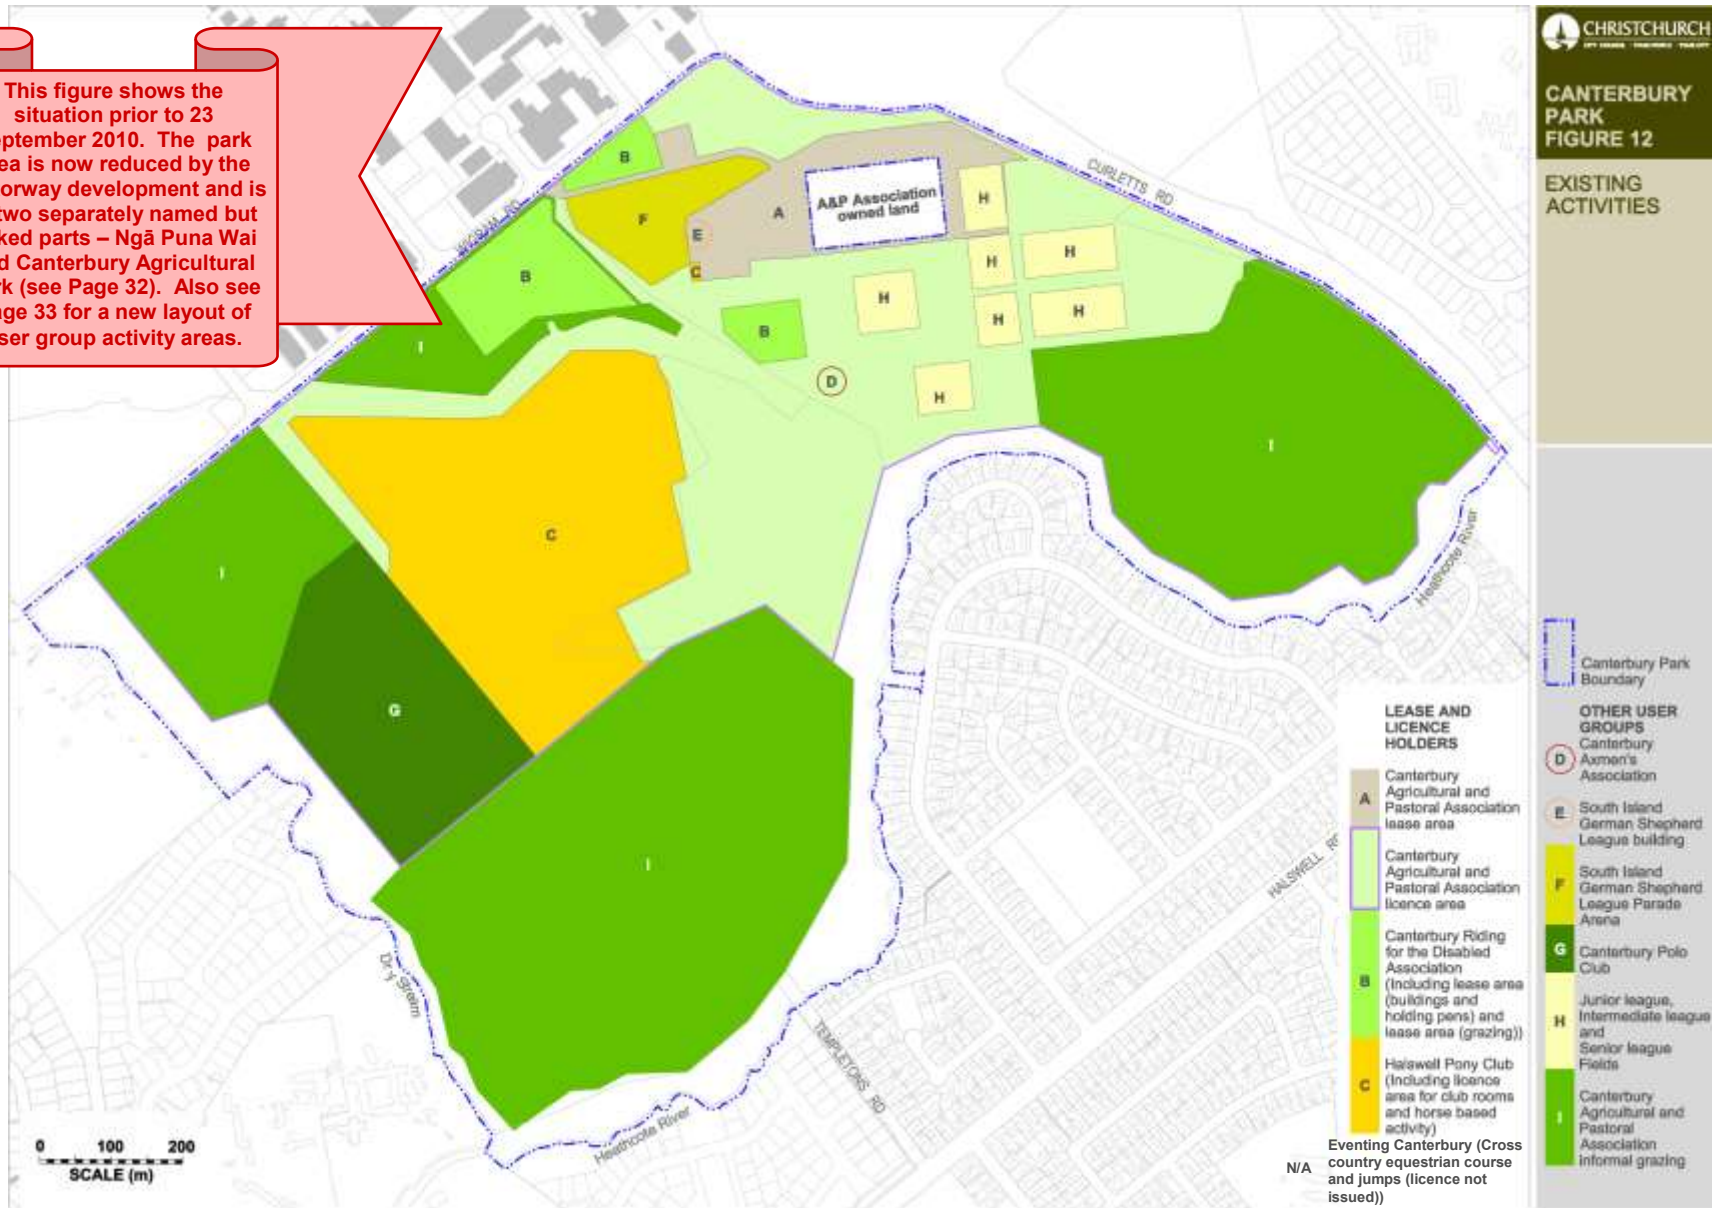 This figure shows the
situation prior to 23
eptember 2010. The park
ea is now reduced by the
orway development and is
two separately named but
ked parts – Ngā Puna Wai
d Canterbury Agricultural
k (see Page 32). Also see
ge 33 for a new layout of
ser group activity areas.
WIGRAM RD
CURLETTS RD
A&P Association
owned land
B
F
E
A
C
H
B
H
H
H
B
H
H
H
I
D
H
I
C
I
G
I
Heathcote River
HALSWELL RD
Dry Stream
TEMPLETONS RD
Heathcote River
0 100 200
SCALE (m)
LEASE AND
LICENCE
HOLDERS
A
Canterbury
Agricultural and
Pastoral Association
lease area
Canterbury
Agricultural and
Pastoral Association
licence area
B
Canterbury Riding
for the Disabled
Association
(Including lease area
(buildings and
holding pens) and
lease area (grazing))
C
Halswell Pony Club
(Including licence
area for club rooms
and horse based
activity)
N/A
Eventing Canterbury (Cross
country equestrian course
and jumps (licence not
issued))
CHRISTCHURCH
CANTERBURY
PARK
FIGURE 12
EXISTING
ACTIVITIES
Canterbury Park
Boundary
OTHER USER
GROUPS
D
Canterbury
Axmen's
Association
E
South Island
German Shepherd
League building
F
South Island
German Shepherd
League Parade
Arena
G
Canterbury Polo
Club
H
Junior league,
Intermediate league
and
Senior league
Fields
I
Canterbury
Agricultural and
Pastoral
Association
informal grazing